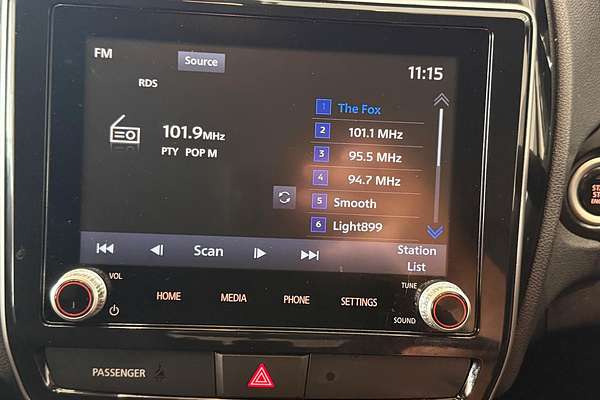 FM
Source
11:15
RDS
1 The Fox
101.9MHz
2 101.1 MHz
PTY POP M
3 95.5 MHz
4 94.7 MHz
5 Smooth
6 Light899
Scan
Station
List
VOL
HOME
MEDIA
PHONE
SETTINGS
TUNE
SOUND
PASSENGER